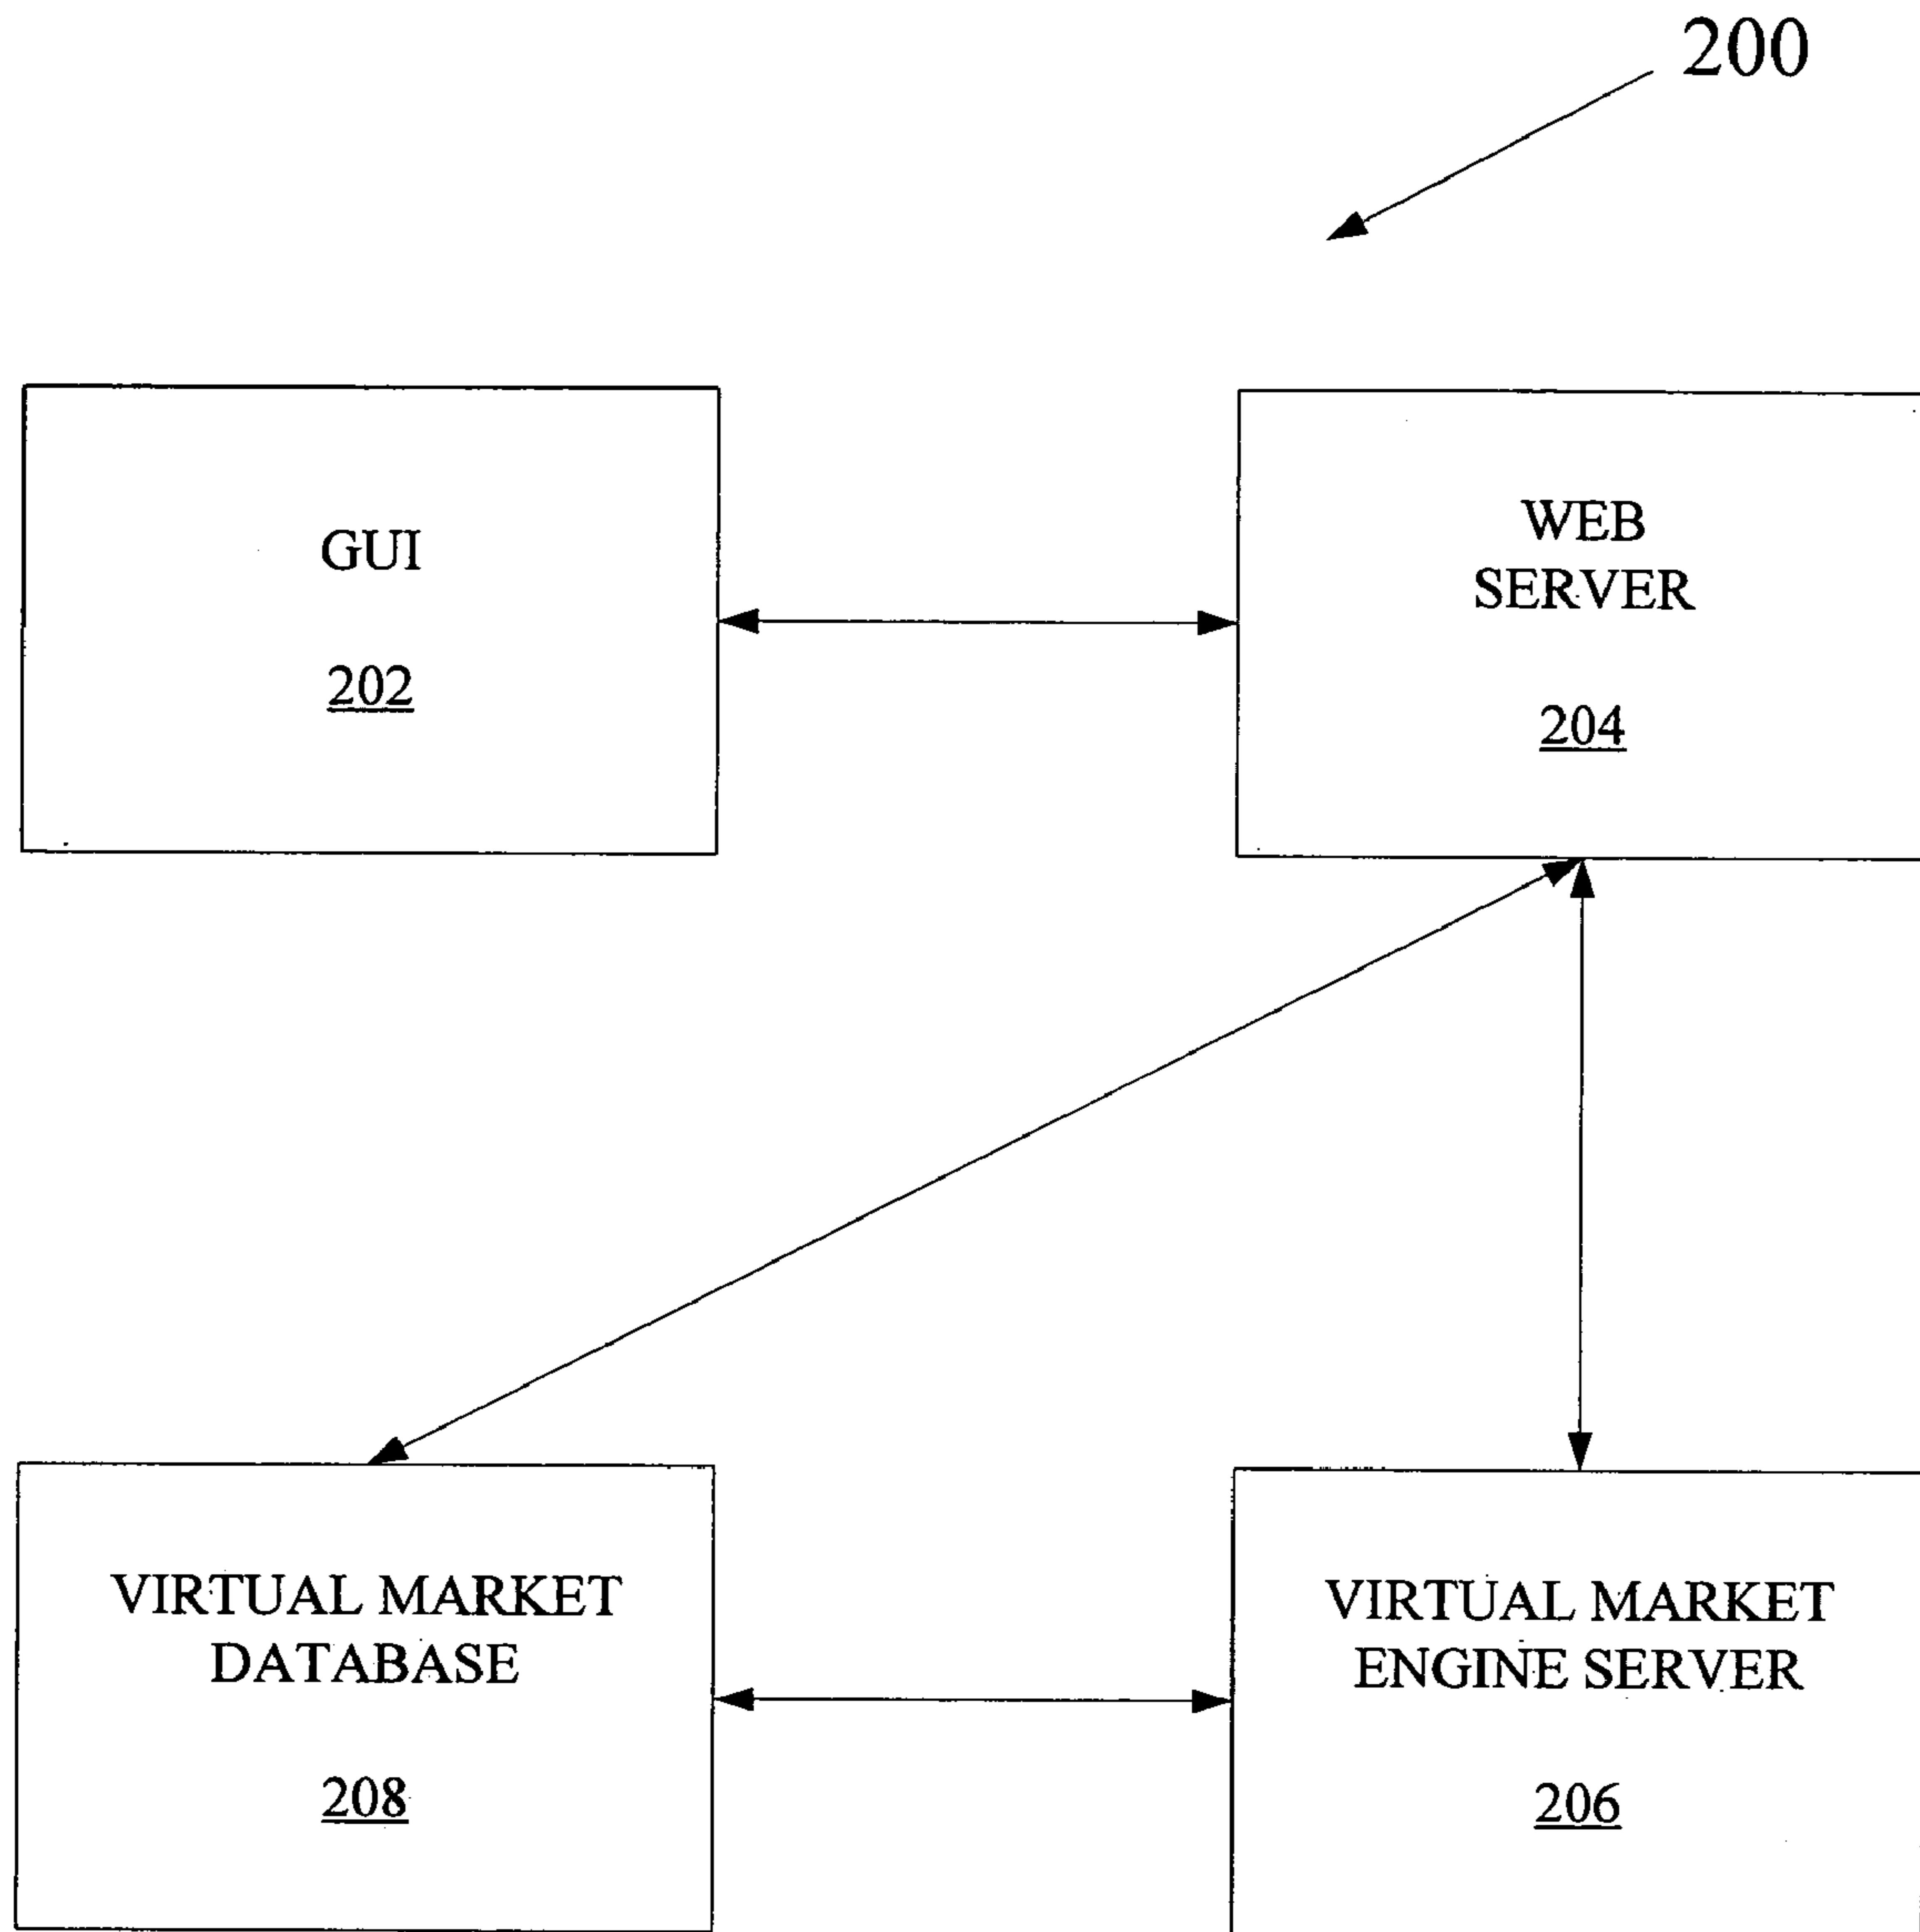 200
GUI
202
WEB
SERVER
204
VIRTUAL MARKET
DATABASE
208
VIRTUAL MARKET
ENGINE SERVER
206